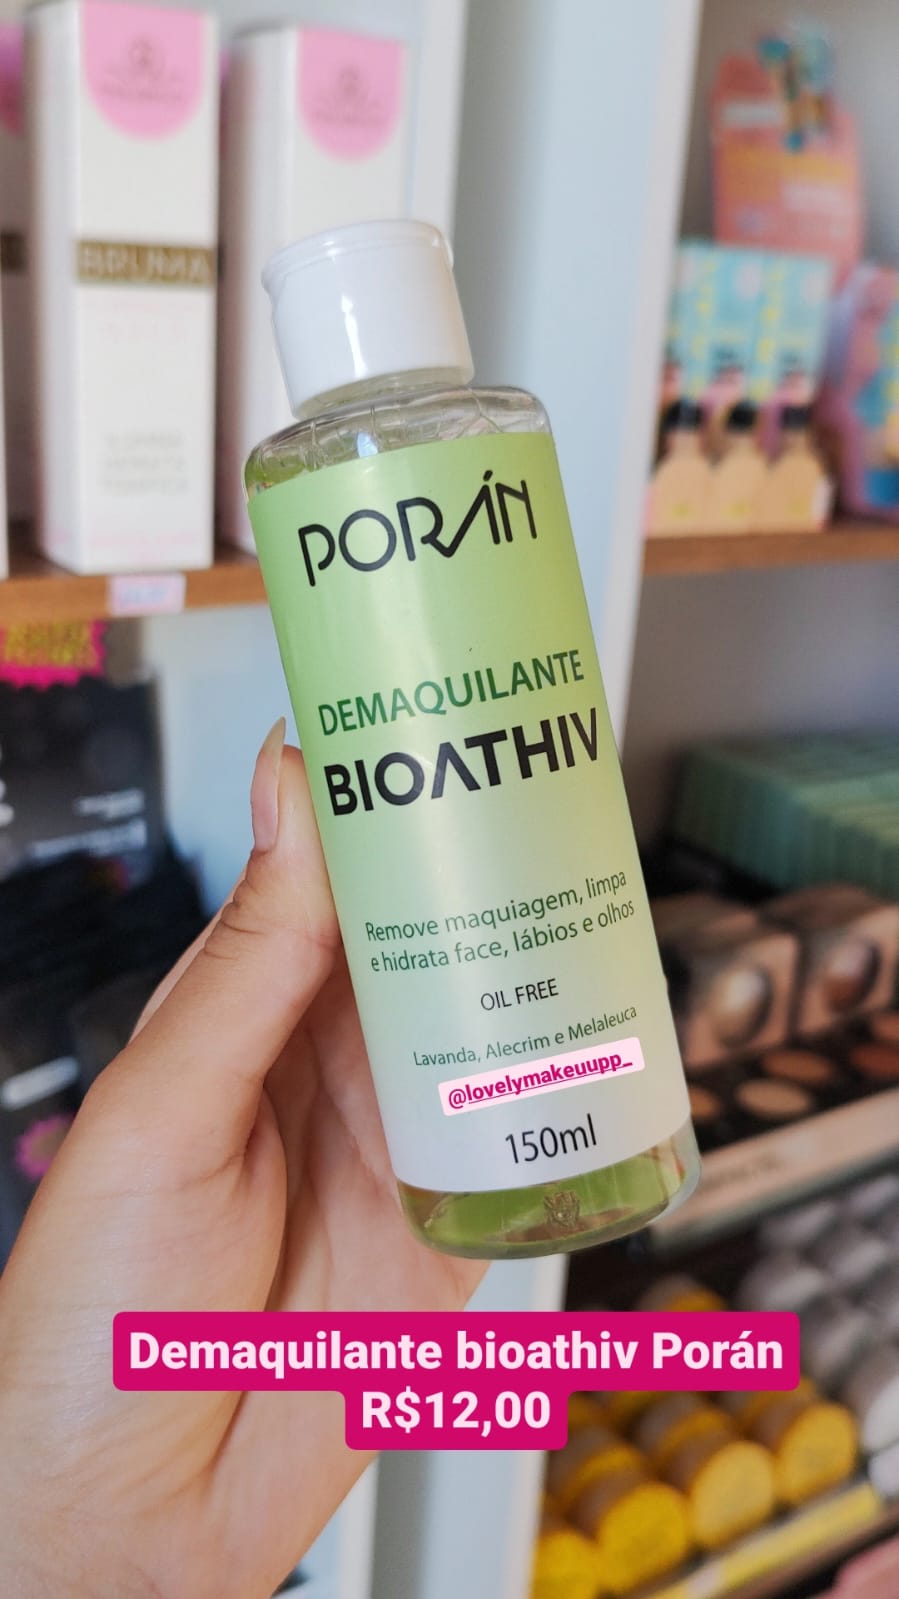 BRUMA
PORÁN
DEMAQUILANTE
BIOATHIV
Remove maquiagem, limpa
e hidrata face, lábios e olhos
OIL FREE
Lavanda, Alecrim e Melaleuca
@lovelymakeuupp_
150ml
Demaquilante bioathiv Porán
R$12,00